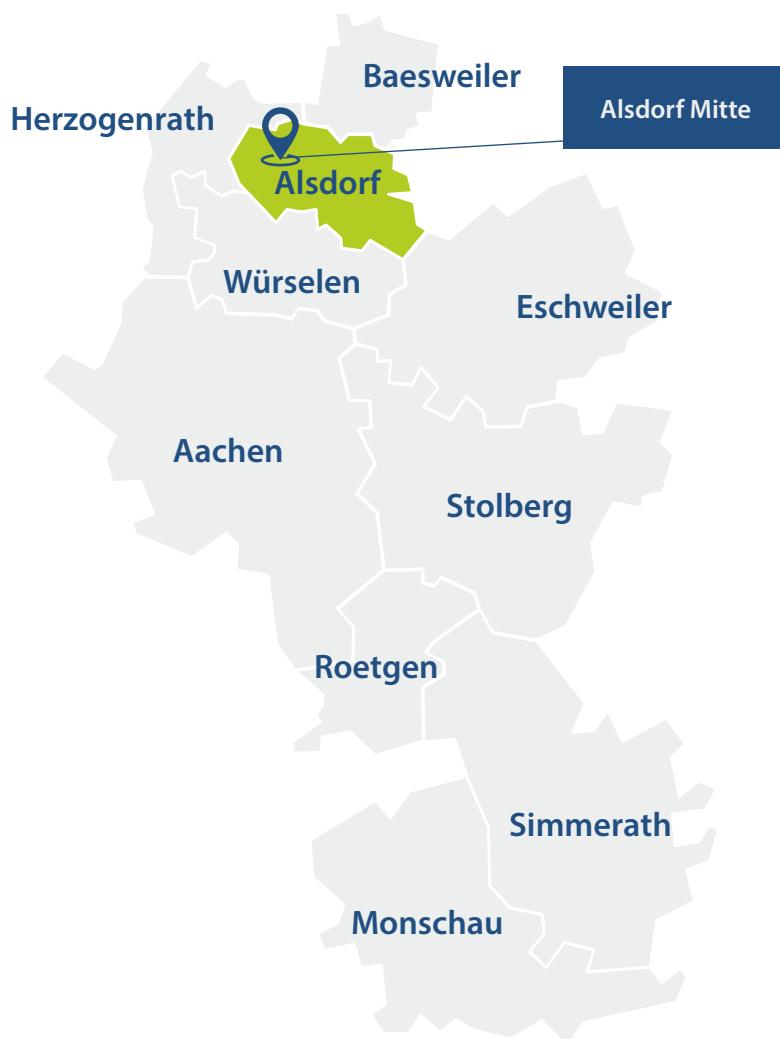 Baesweiler
Alsdorf Mitte
Herzogenrath
Alsdorf
Würselen
Eschweiler
Aachen
Stolberg
Roetgen
Simmerath
Monschau